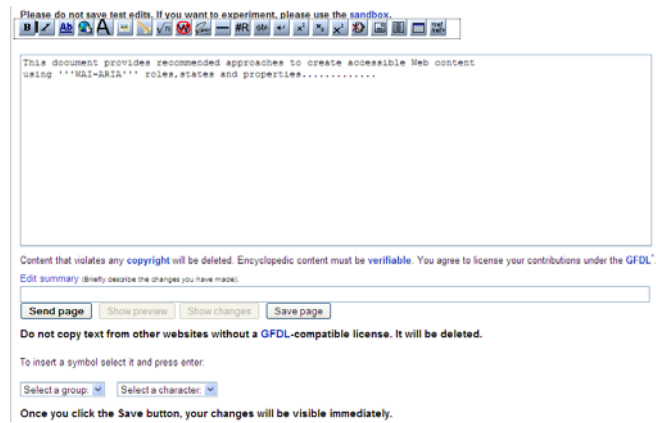 Please do not save test edits. If you want to experiment, please use the sandbox.
B Ab A √n W #R
This document provides recommended approaches to create accessible Web content
using '''WAI-ARIA''' roles,states and properties.............
Content that violates any copyright will be deleted. Encyclopedic content must be verifiable. You agree to license your contributions under the GFDL*.
Edit summary (Briefly describe the changes you have made):
Send page Show preview Show changes Save page
Do not copy text from other websites without a GFDL-compatible license. It will be deleted.
To insert a symbol select it and press enter:
Select a group: Select a character:
Once you click the Save button, your changes will be visible immediately.